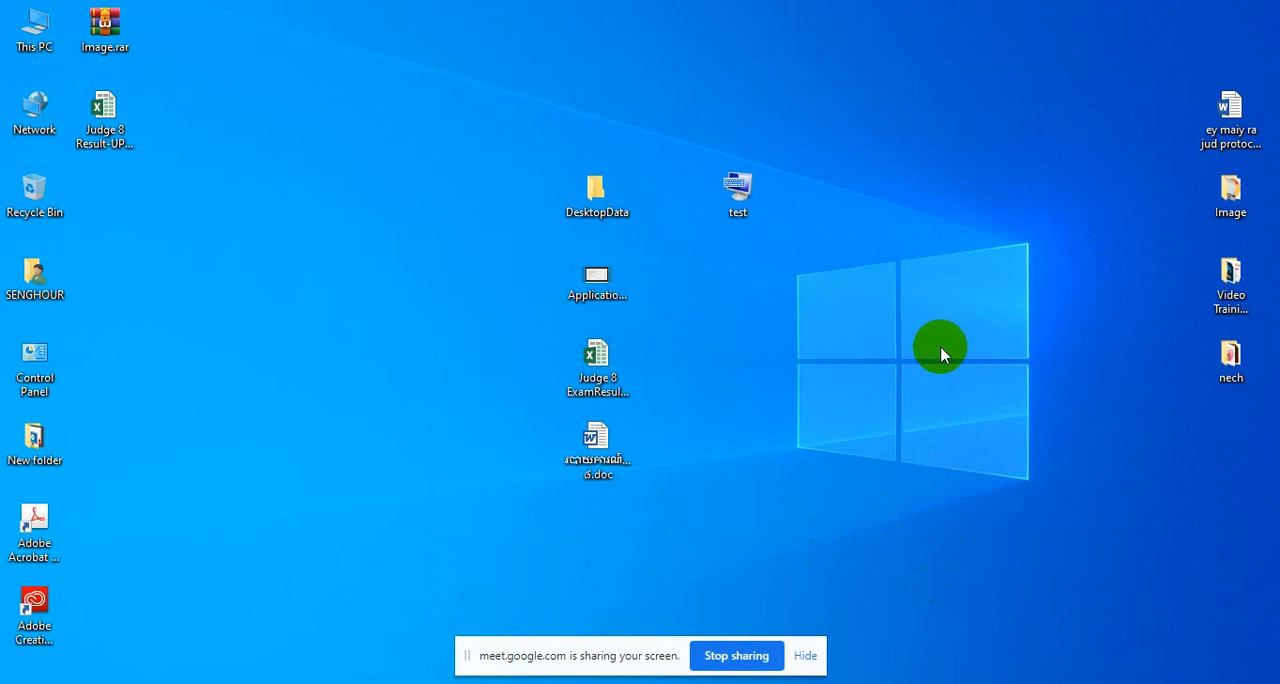 This PC
Image.rar
Network
Judge 8
Result-UP...
ey maiy ra
jud protoc...
Recycle Bin
DesktopData
test
Image
SENGHOUR
Applicatio...
Video
Traini...
Control
Panel
Judge 8
ExamResul...
nech
New folder
៩.doc
Adobe
Acrobat ...
Adobe
Creati...
meet.google.com is sharing your screen.
Stop sharing
Hide